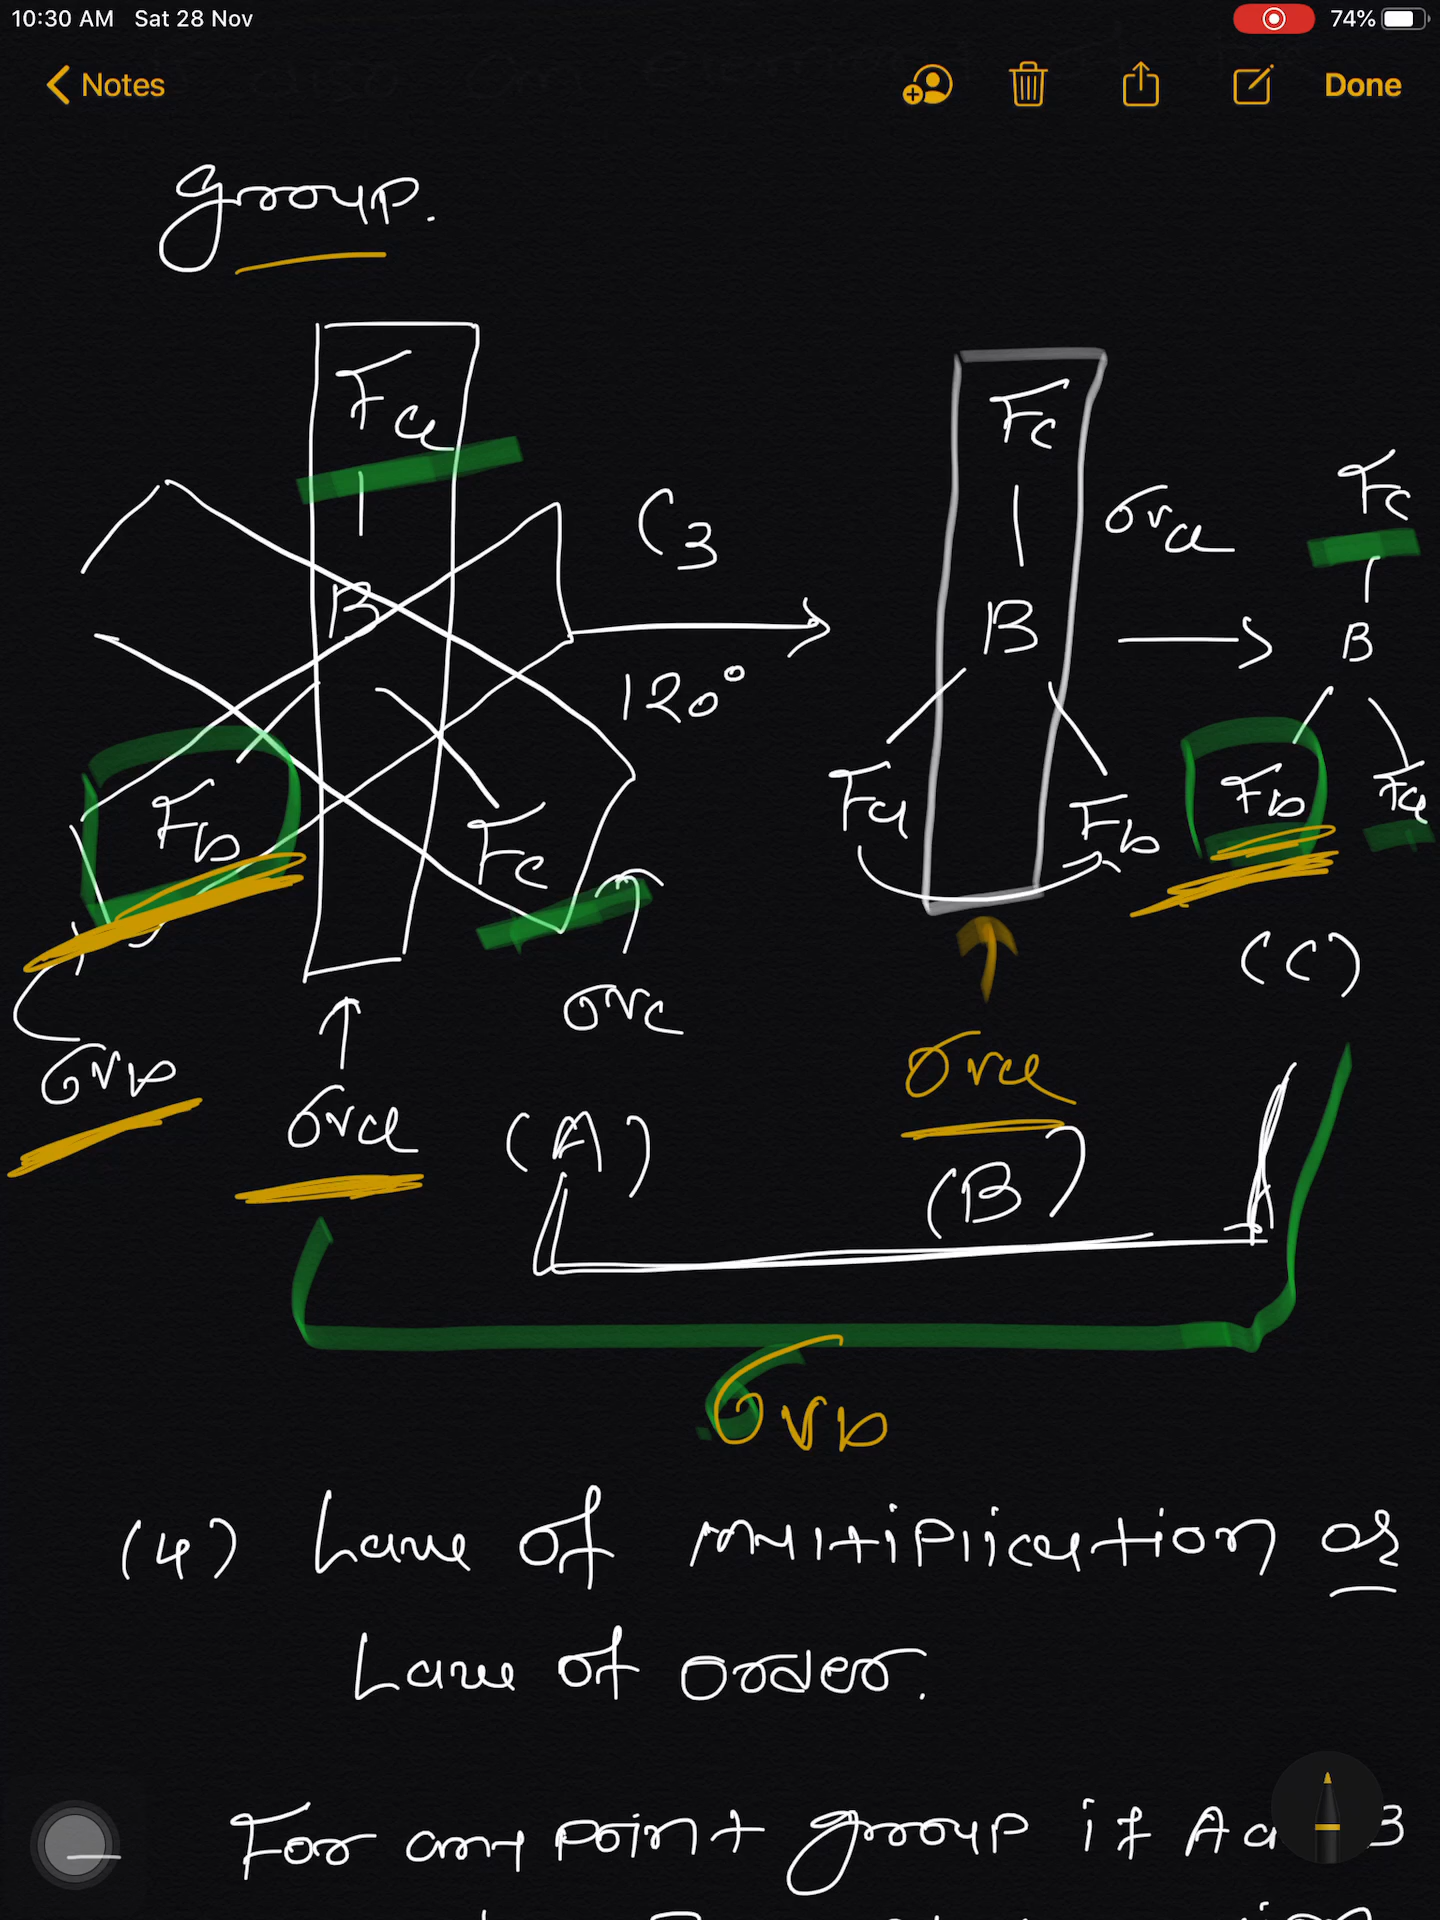 10:30 AM Sat 28 Nov 74%
Notes Done
group.
Fa
Fc
Fc
C3
σva
B
B
B
120°
Fb
Fc
Fa
Fb
Fb
Fa
(C)
σvc
σvb
σva
σva
(A)
(B)
σvb
(4) Law of multiplication or
Law of order.
For any point group if A 3